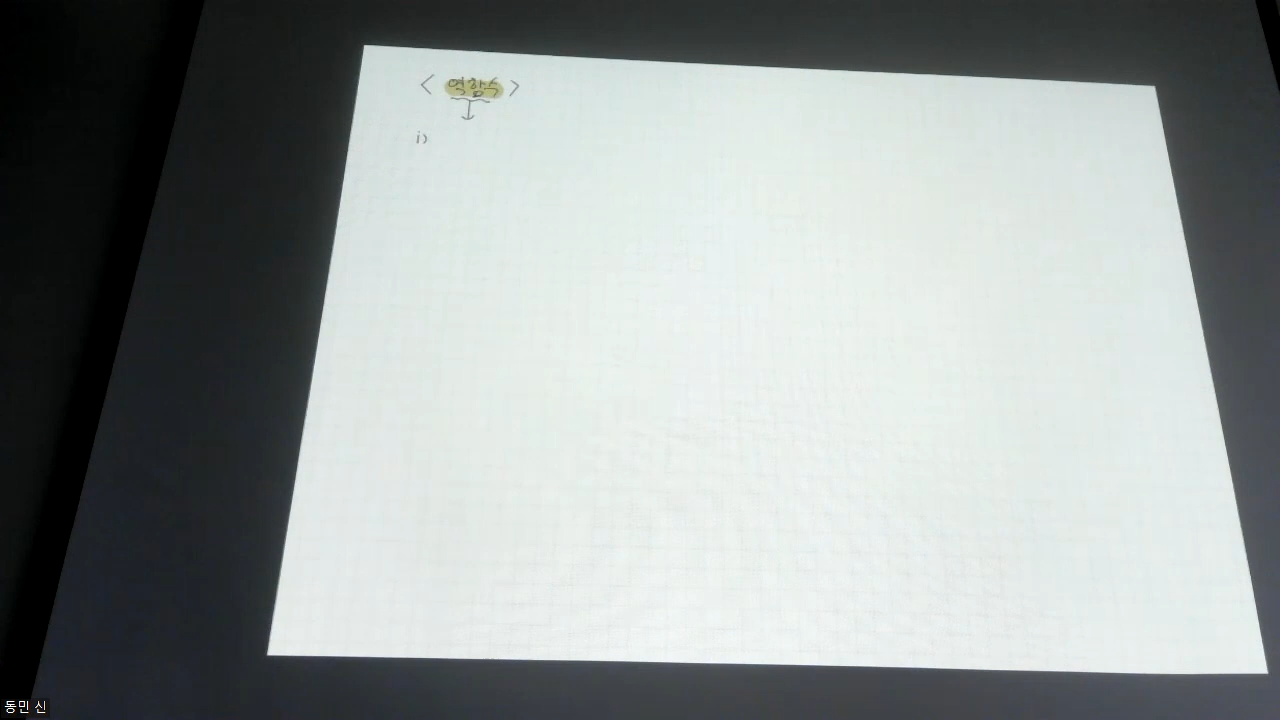 < 역함수 >
i)
동민 신